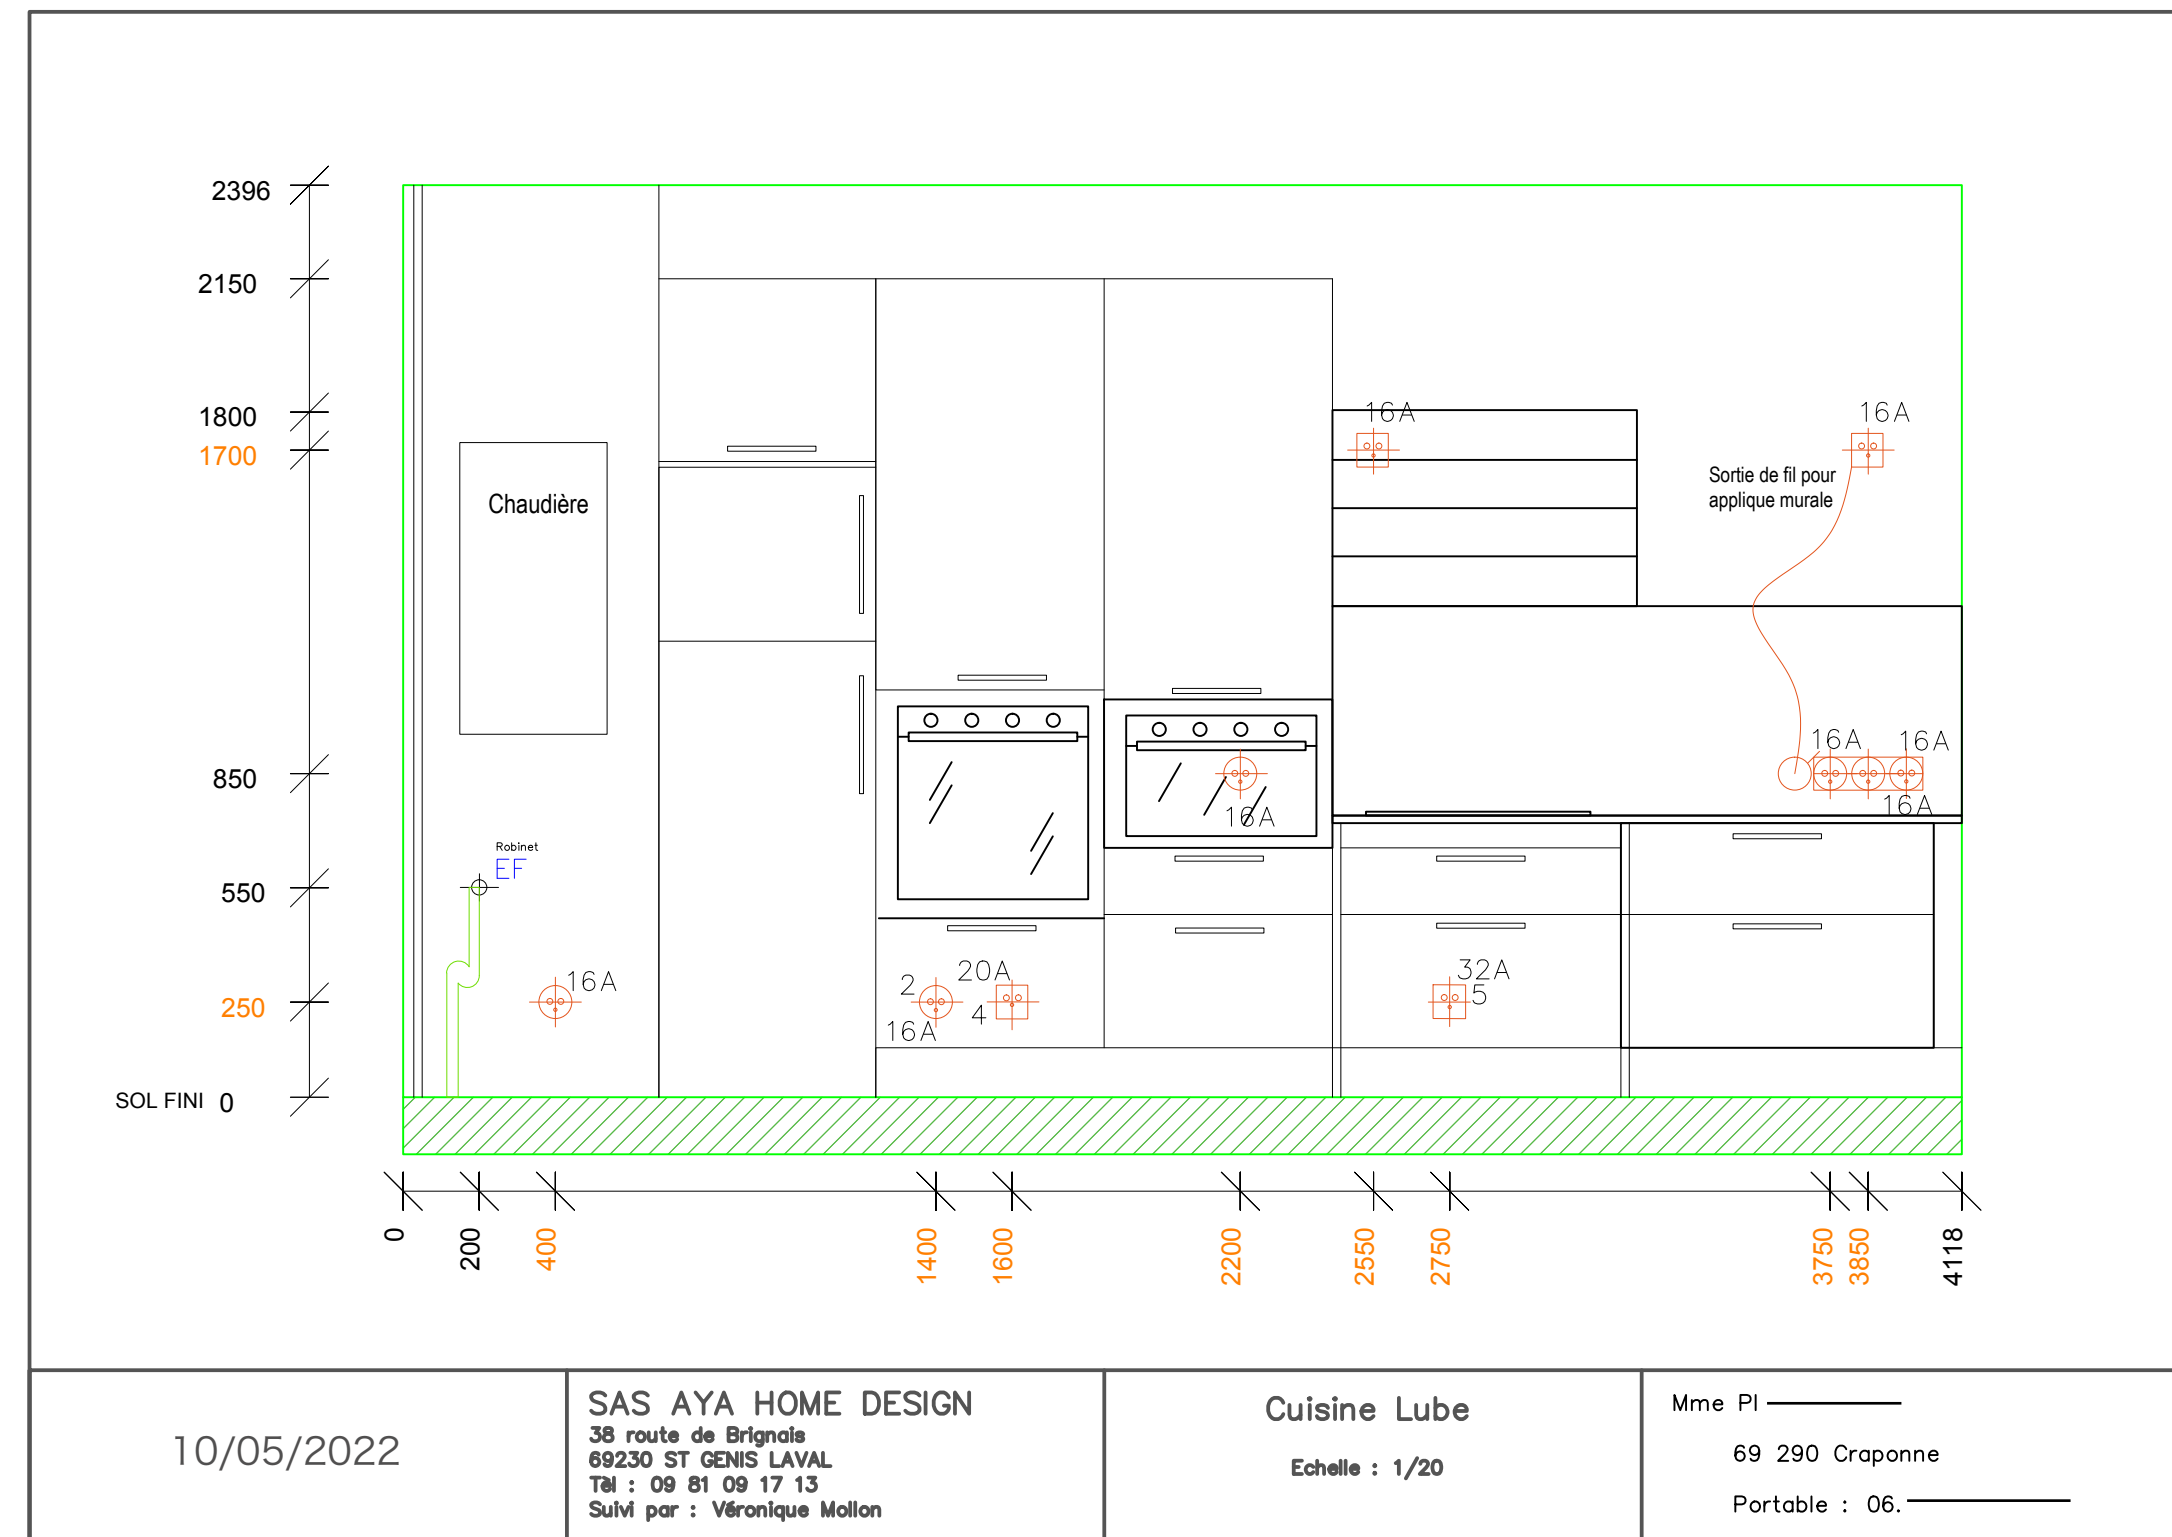 2396
2150
1800
1700
850
550
250
SOL FINI 0
Chaudière
Robinet
EF
16A
2
16A
20A
4
16A
16A
32A
5
16A
Sortie de fil pour
applique murale
16A
16A
16A
0
200
400
1400
1600
2200
2550
2750
3750
3850
4118
10/05/2022
SAS AYA HOME DESIGN
38 route de Brignais
69230 ST GENIS LAVAL
Tèl : 09 81 09 17 13
Suivi par : Véronique Mollon
Cuisine Lube
Echelle : 1/20
Mme Pl
69 290 Craponne
Portable : 06.